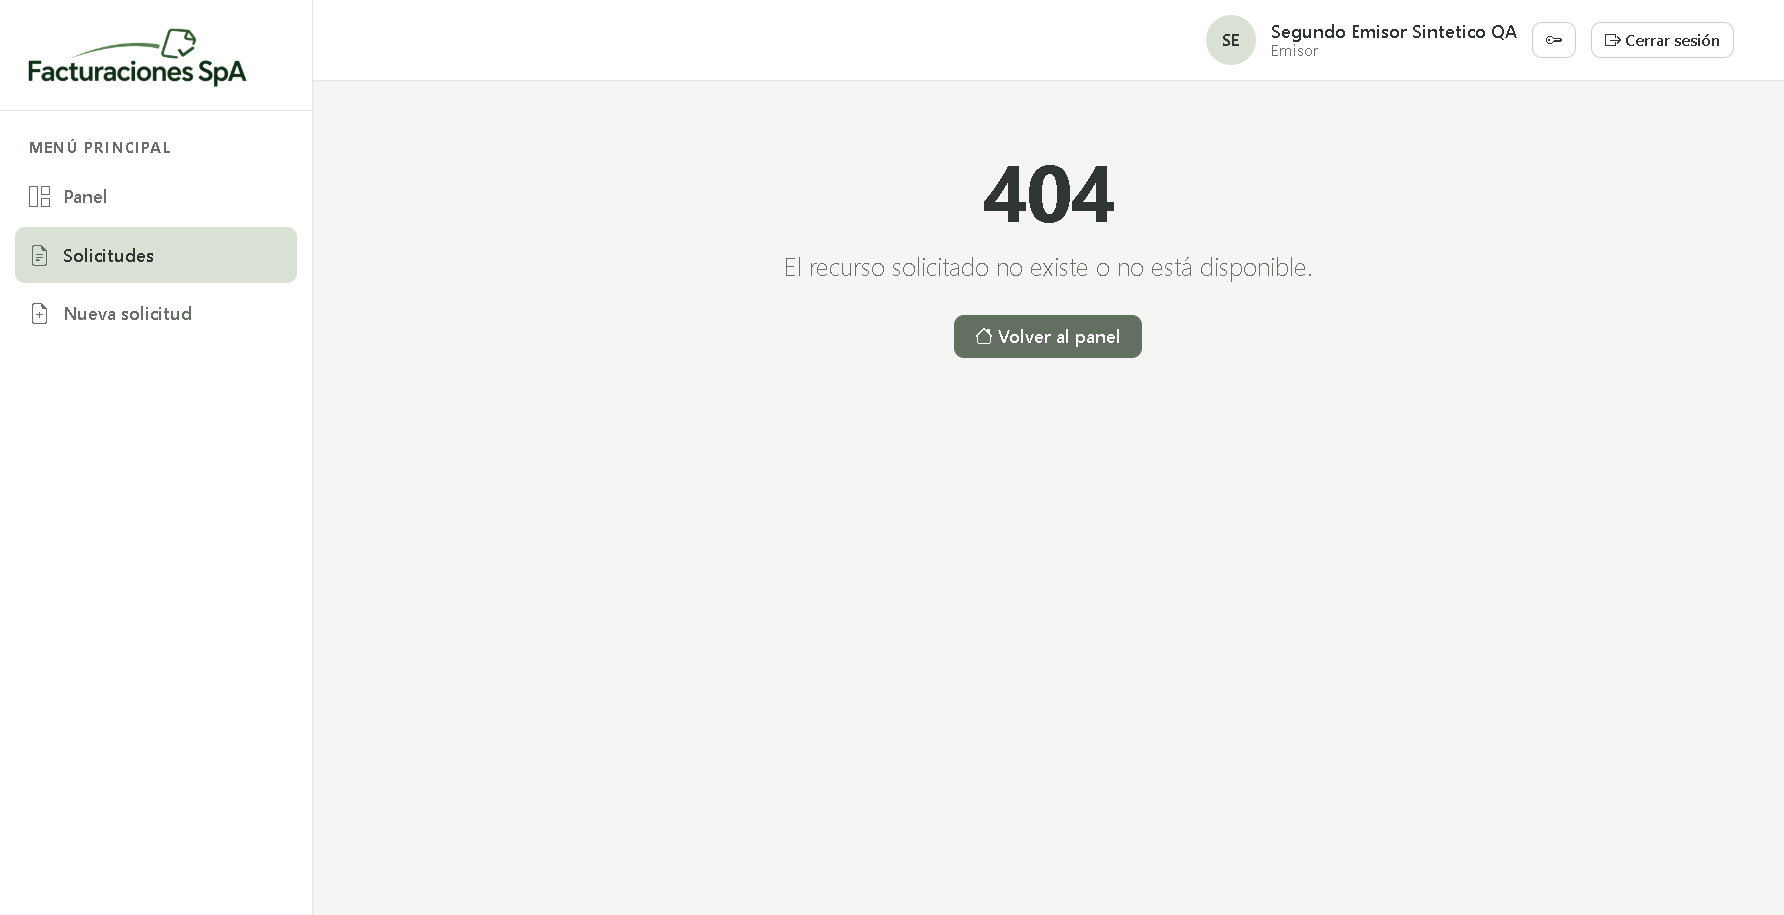 Facturaciones SpA
MENÚ PRINCIPAL
Panel
Solicitudes
Nueva solicitud
SE
Segundo Emisor Sintetico QA
Emisor
Cerrar sesión
404
El recurso solicitado no existe o no está disponible.
Volver al panel